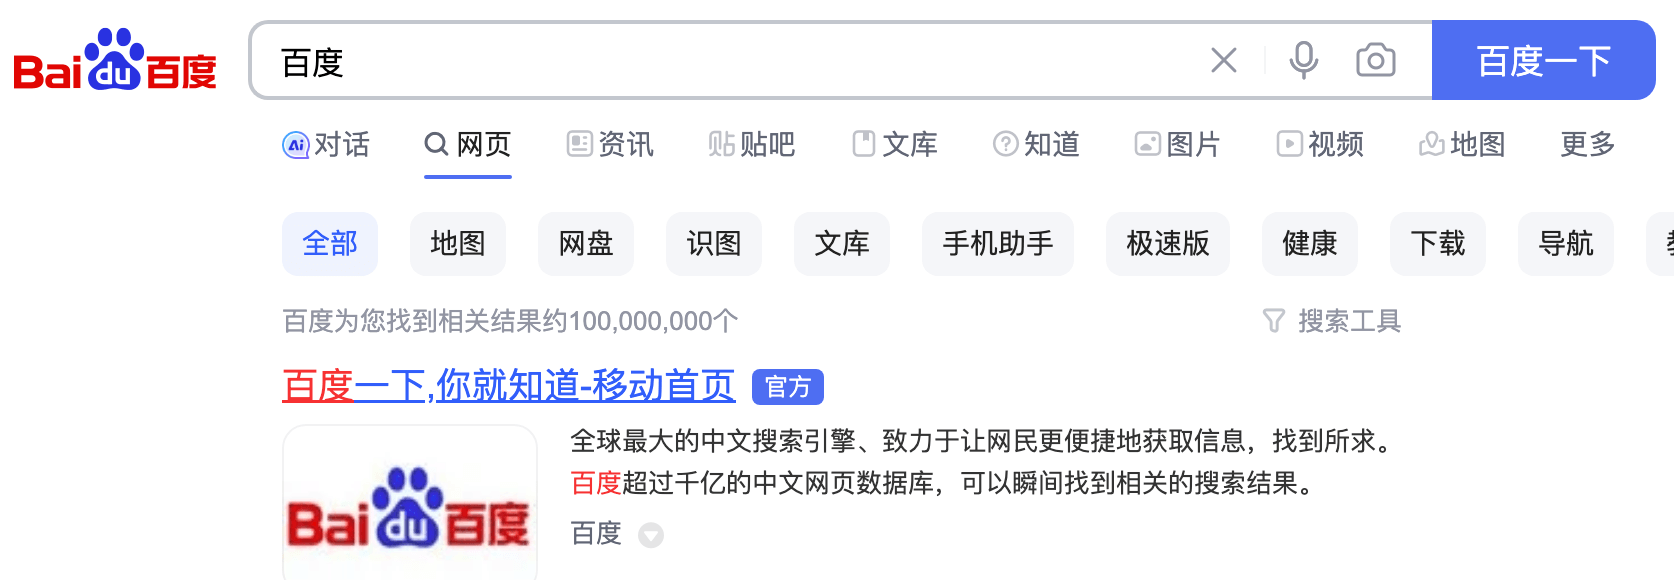 Bai du 百度
百度
百度一下
Ai 对话 网页 资讯 贴 贴吧 文库 知道 图片 视频 地图 更多
全部 地图 网盘 识图 文库 手机助手 极速版 健康 下载 导航
百度为您找到相关结果约100,000,000个
搜索工具
百度一下,你就知道-移动首页 官方
全球最大的中文搜索引擎、致力于让网民更便捷地获取信息，找到所求。
百度超过千亿的中文网页数据库，可以瞬间找到相关的搜索结果。
百度
Bai du 百度